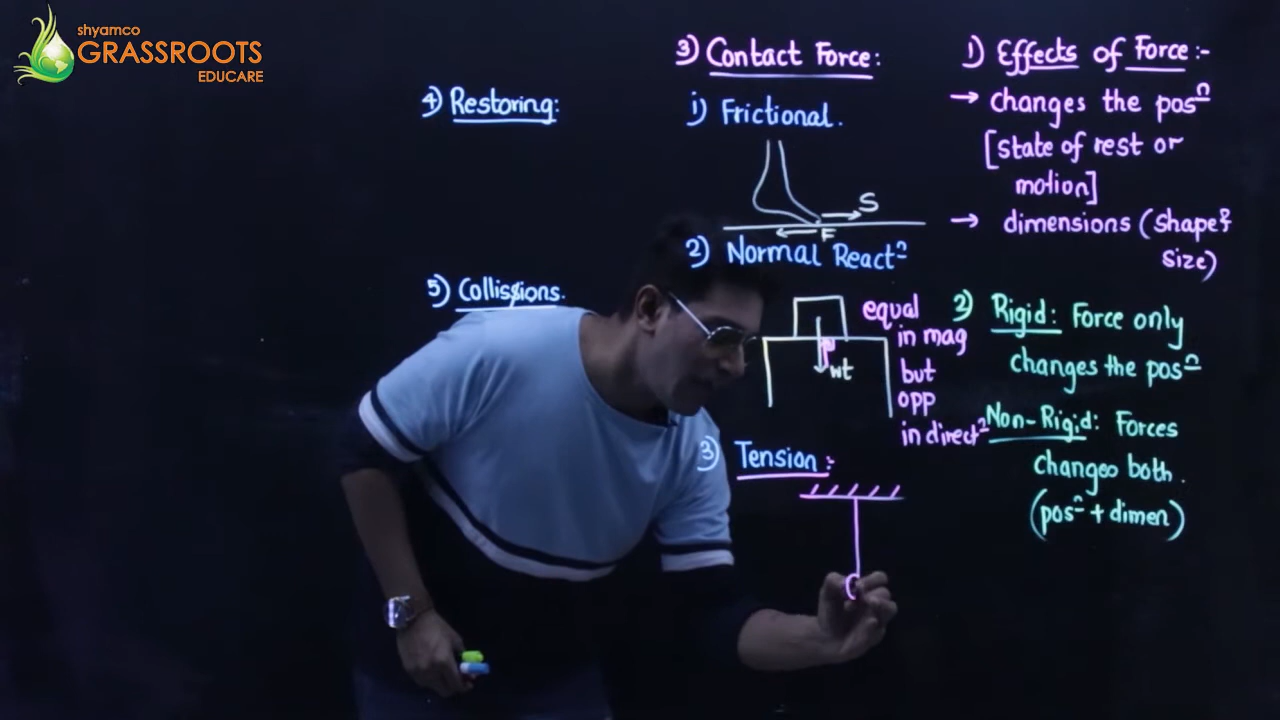 shyamco
GRASSROOTS
EDUCARE
1) Effects of Force :-
→ changes the posⁿ
[state of rest or
motion]
→ dimensions (shape &
size)
2) Rigid: Force only
changes the posⁿ
Non-Rigid: Forces
changes both.
(posⁿ + dimen)
3) Contact Force:
i) Frictional.
S
F
2) Normal Reactⁿ
equal
in mag
but
opp
in directⁿ
wt
3) Tension :-
4) Restoring:
5) Collisions.